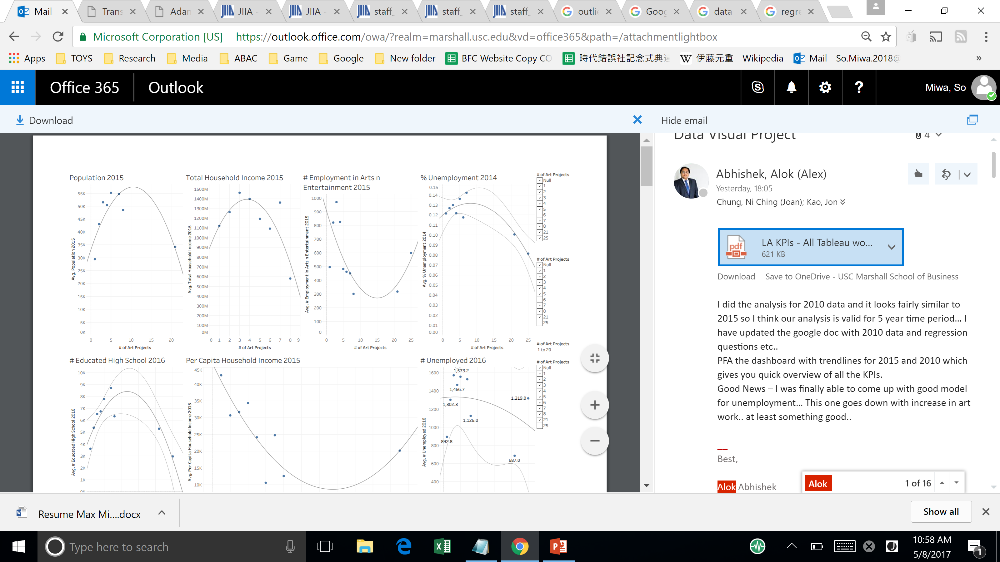 Mail
Trans
Adan
JIIA -
JIIA -
staff_
staff_
staff_
outli
Goog
data
regre
Microsoft Corporation [US]
https://outlook.office.com/owa/?realm=marshall.usc.edu&vd=office365&path=/attachmentlightbox
Apps
TOYS
Research
Media
ABAC
Game
Google
New folder
BFC Website Copy CO
時代錯誤社記念式典
伊藤元重 - Wikipedia
Mail - So.Miwa.2018@
»
Office 365
Outlook
?
Miwa, So
Download
Hide email
Population 2015
55K
50K
45K
40K
35K
30K
25K
20K
15K
10K
5K
0K
Avg. Population 2015
0 5 10 15 20
# of Art Projects
Total Household Income 2015
1500M
1400M
1300M
1200M
1100M
1000M
900M
800M
700M
600M
500M
400M
300M
200M
100M
0M
Avg. Total Household Income 2015
0 1 2 3 4 5 6 7 8 9
# of Art Projects
# Employment in Arts n
Entertainment 2015
1000
900
800
700
600
500
400
300
200
100
0
Avg. # Employment in Arts n Entertainment 2015
0 5 10 15 20 25
# of Art Projects
% Unemployment 2014
0.15
0.14
0.13
0.12
0.11
0.10
0.09
0.08
0.07
0.06
0.05
0.04
0.03
0.02
0.01
0.00
Avg. % Unemployment 2014
0 5 10 15 20 25
# of Art Projects
# of Art Projects
Null
1
2
3
4
5
6
7
8
21
25
# of Art Projects
Null
1
2
3
4
5
6
7
8
21
25
# of Art Projects
1 to 20
# of Art Projects
Null
1
2
3
4
5
6
7
8
21
25
# Educated High School 2016
10K
9K
8K
7K
6K
5K
4K
3K
2K
1K
0K
Avg. # Educated High School 2016
Per Capita Household Income 2015
45K
40K
35K
30K
25K
20K
15K
10K
Avg. Per Capita Household Income 2015
# Unemployed 2016
1600
1400
1200
1000
800
600
400
Avg. # Unemployed 2016
1,573.2
1,466.7
1,319.0
1,302.3
1,126.0
892.8
687.0
Data Visual Project
4
Abhishek, Alok (Alex)
Yesterday, 18:05
Chung, Ni Ching (Joan); Kao, Jon
pdf
LA KPIs - All Tableau wo...
621 KB
Download
Save to OneDrive - USC Marshall School of Business
I did the analysis for 2010 data and it looks fairly similar to
2015 so I think our analysis is valid for 5 year time period... I
have updated the google doc with 2010 data and regression
questions etc..
PFA the dashboard with trendlines for 2015 and 2010 which
gives you quick overview of all the KPIs.
Good News – I was finally able to come up with good model
for unemployment... This one goes down with increase in art
work.. at least something good..
__
Best,
Alok Abhishek
Alok
1 of 16
Resume Max Mi....docx
Show all
Type here to search
10:58 AM
5/8/2017
1